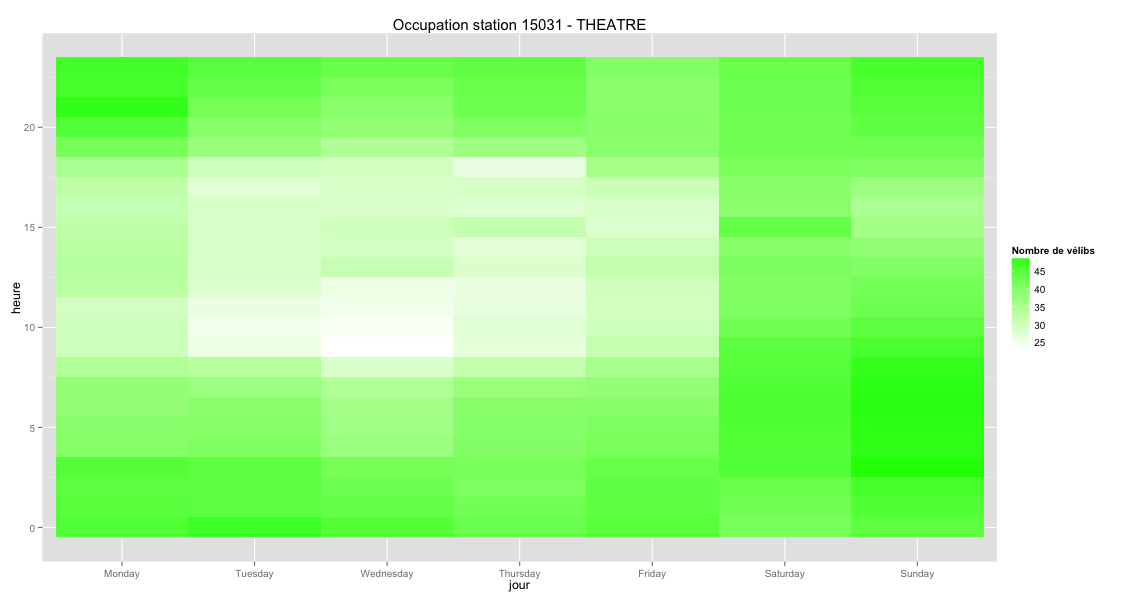 Occupation station 15031 - THEATRE
heure
20
15
10
5
0
Monday
Tuesday
Wednesday
Thursday
Friday
Saturday
Sunday
jour
Nombre de vélibs
45
40
35
30
25